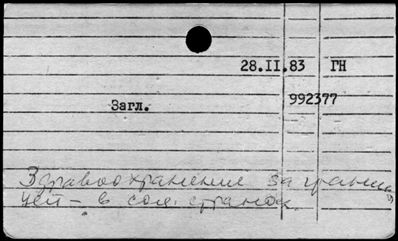 28.II.83 ГН
992377
Загл.
Здравоохранение за грани
цей – в соц. странах